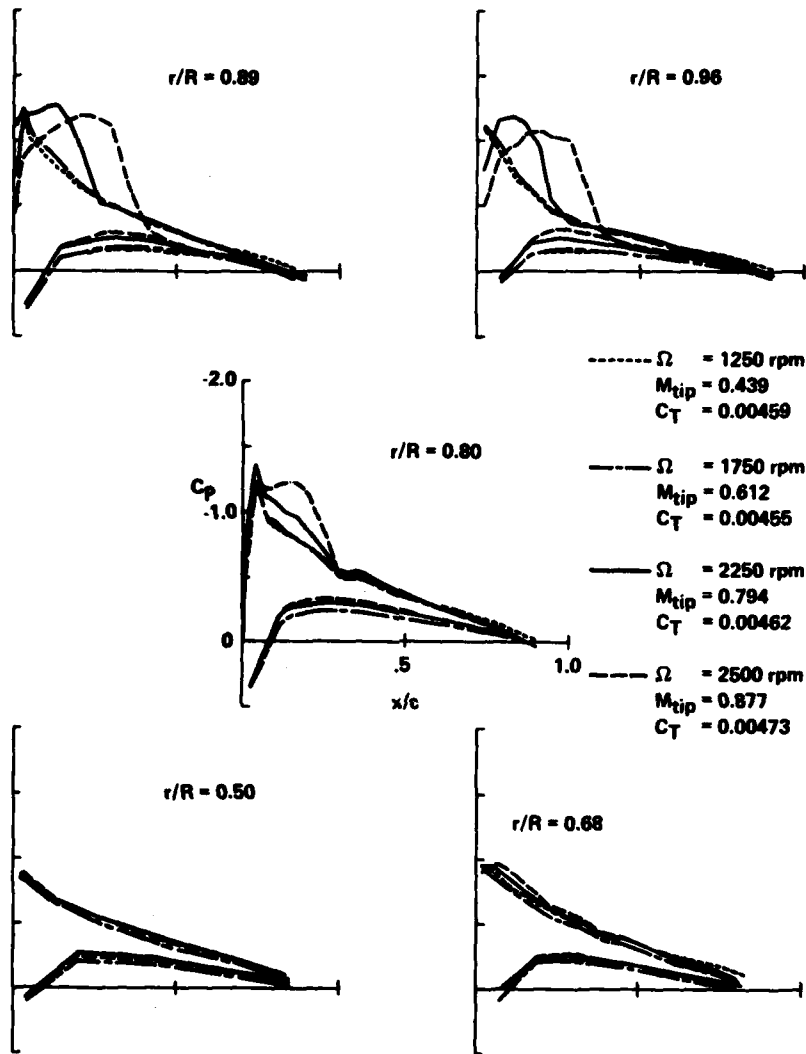 r/R = 0.89
r/R = 0.96
Ω = 1250 rpm
M_tip = 0.439
C_T = 0.00459
-2.0
r/R = 0.80
C_P
-1.0
Ω = 1750 rpm
M_tip = 0.612
C_T = 0.00455
Ω = 2250 rpm
M_tip = 0.794
C_T = 0.00462
0
.5
1.0
x/c
Ω = 2500 rpm
M_tip = 0.877
C_T = 0.00473
r/R = 0.50
r/R = 0.68